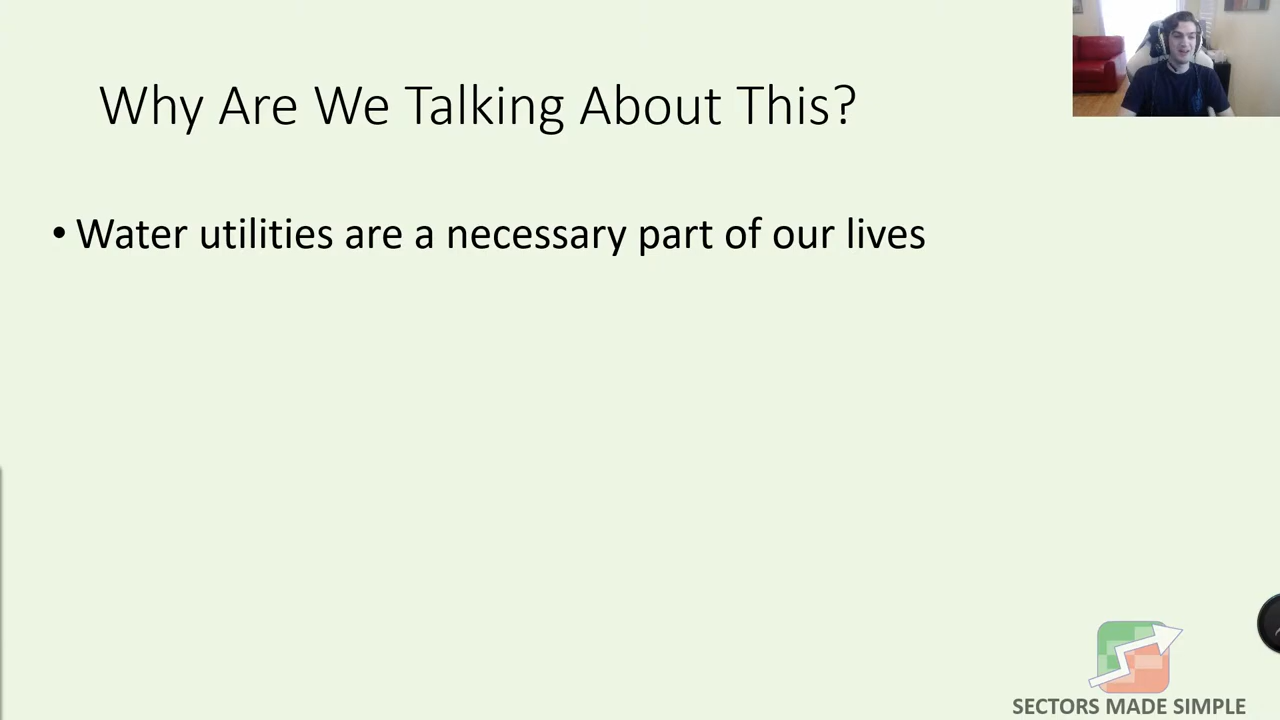 Why Are We Talking About This?
• Water utilities are a necessary part of our lives
SECTORS MADE SIMPLE